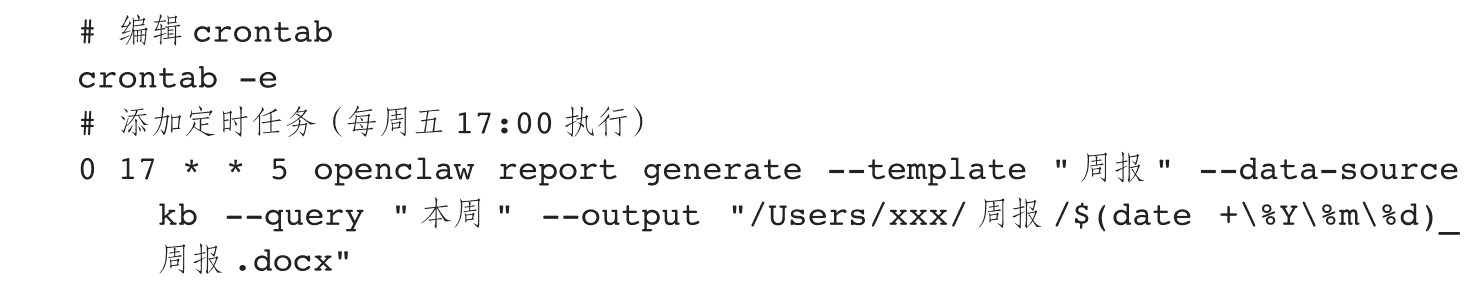 # 编辑 crontab
crontab -e
# 添加定时任务（每周五 17:00 执行）
0 17 * * 5 openclaw report generate --template "周报" --data-source
kb --query "本周" --output "/Users/xxx/周报/$(date +\%Y\%m\%d)_
周报.docx"